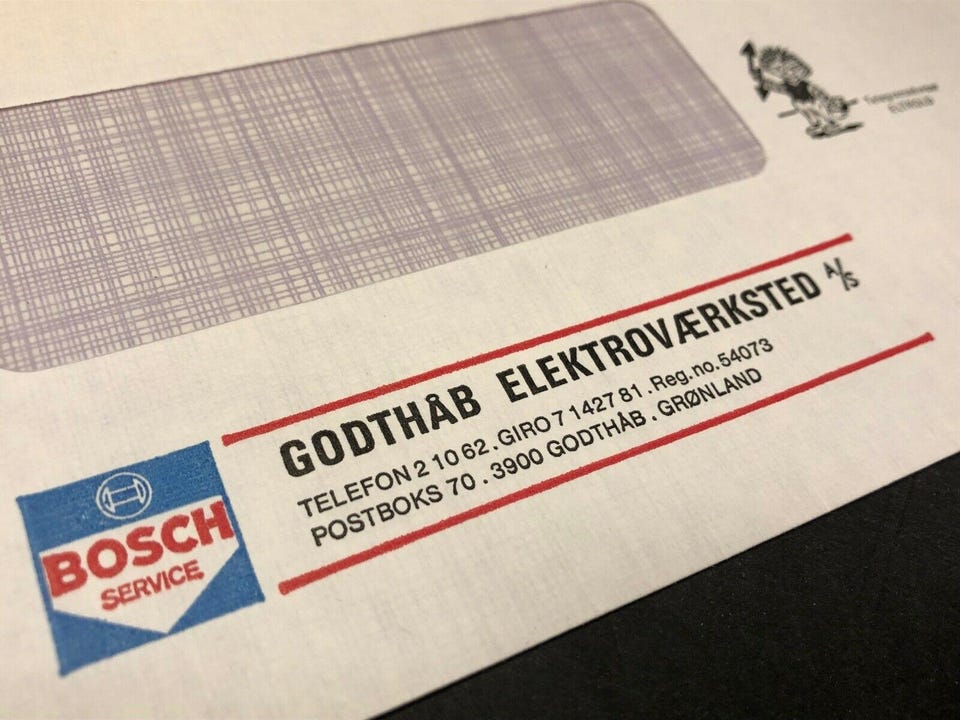 GODTHÅB ELEKTROVÆRKSTED A/S
TELEFON 2 10 62 . GIRO 7 1427 81 . Reg.no. 54073
POSTBOKS 70 . 3900 GODTHÅB . GRØNLAND
BOSCH
SERVICE